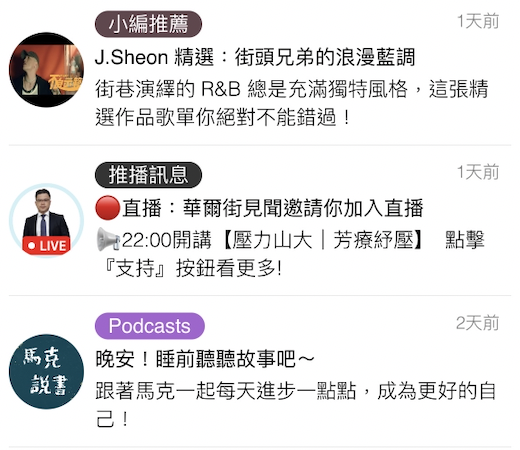 小編推薦
1天前
J.Sheon 精選：街頭兄弟的浪漫藍調
街巷演繹的 R&B 總是充滿獨特風格，這張精
選作品歌單你絕對不能錯過！
推播訊息
1天前
🔴直播：華爾街見聞邀請你加入直播
📢22:00開講【壓力山大｜芳療紓壓】 點擊
『支持』按鈕看更多!
LIVE
Podcasts
2天前
晚安！睡前聽聽故事吧～
跟著馬克一起每天進步一點點，成為更好的自
己！
馬克
說書